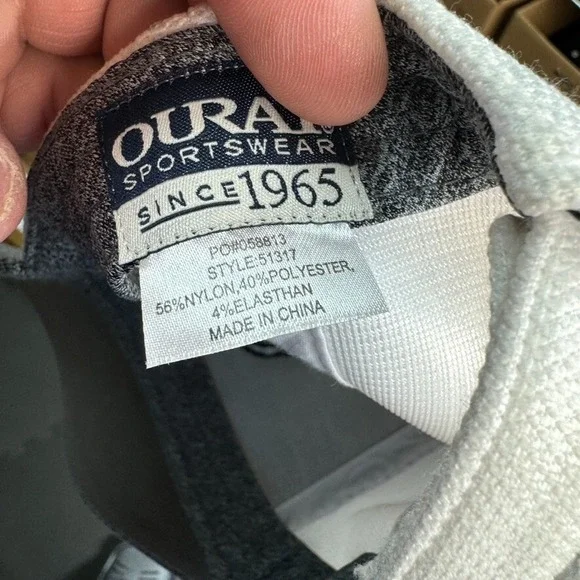 OURAY
SPORTSWEAR
SINCE 1965
PO#058813
STYLE:51317
56%NYLON,40%POLYESTER,
4%ELASTHAN
MADE IN CHINA